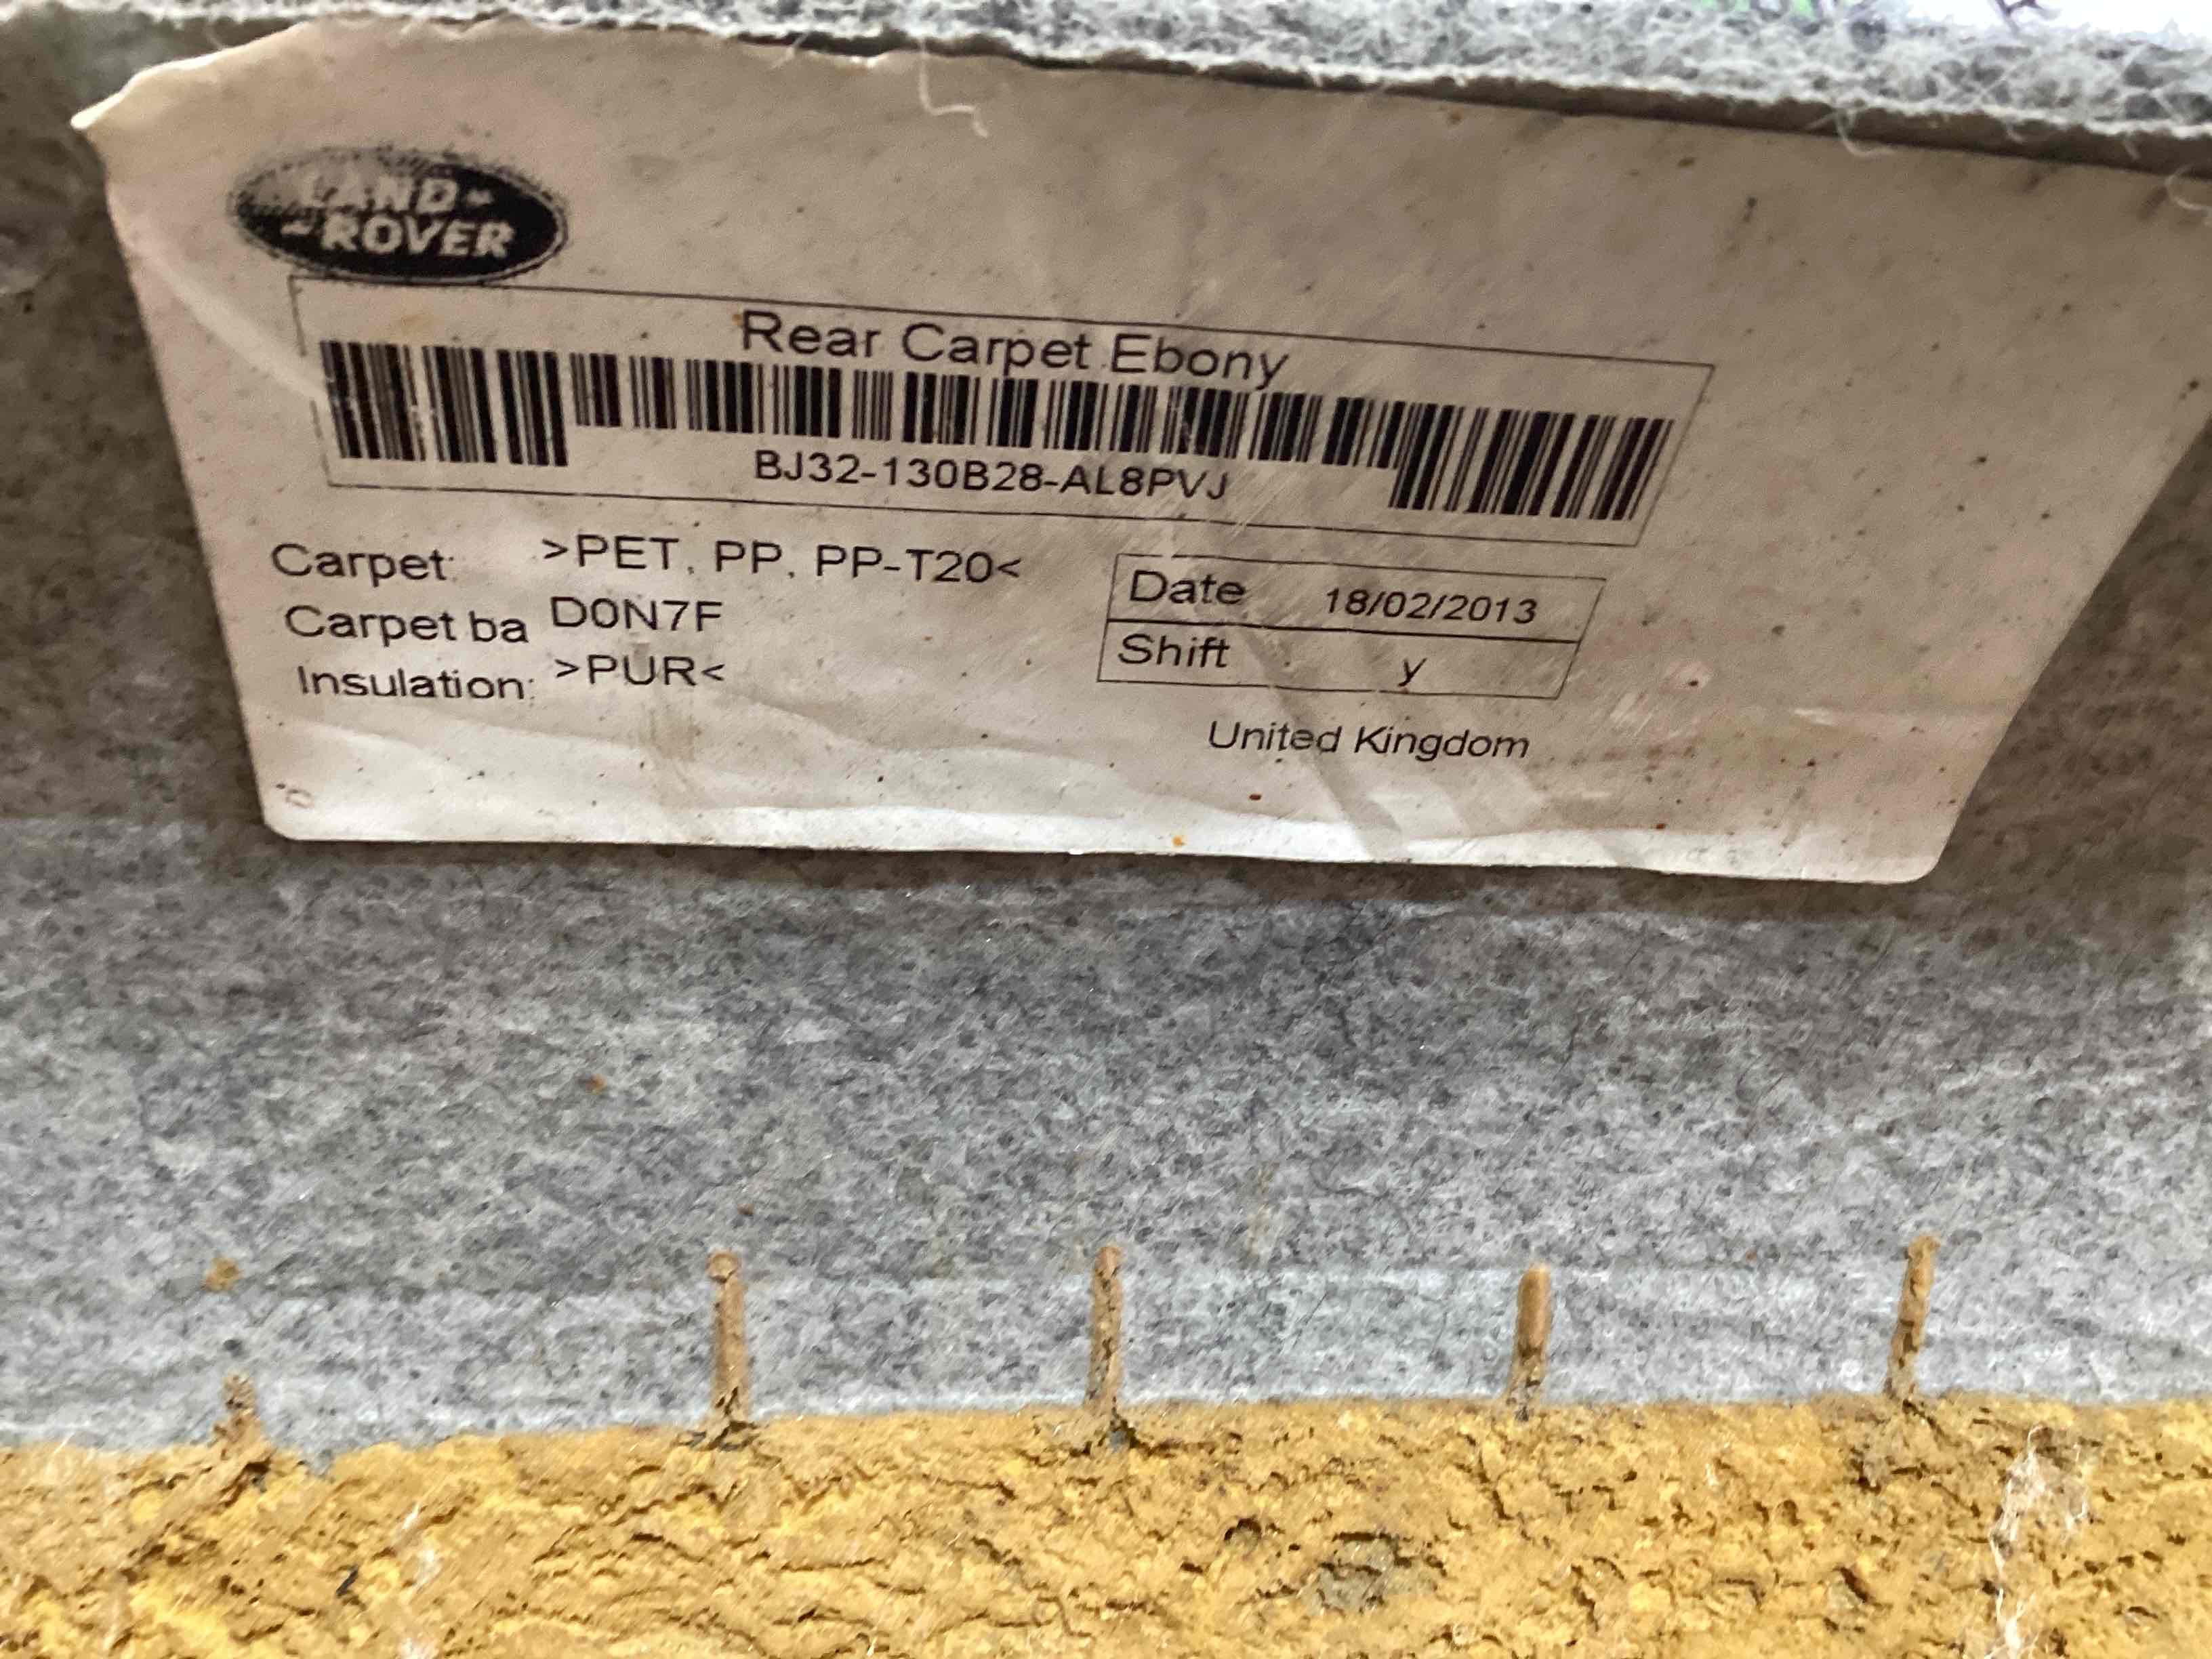 LAND-
-ROVER
Rear Carpet Ebony
BJ32-130B28-AL8PVJ
Carpet: >PET, PP, PP-T20<
Carpet ba D0N7F
Insulation: >PUR<
Date 18/02/2013
Shift y
United Kingdom